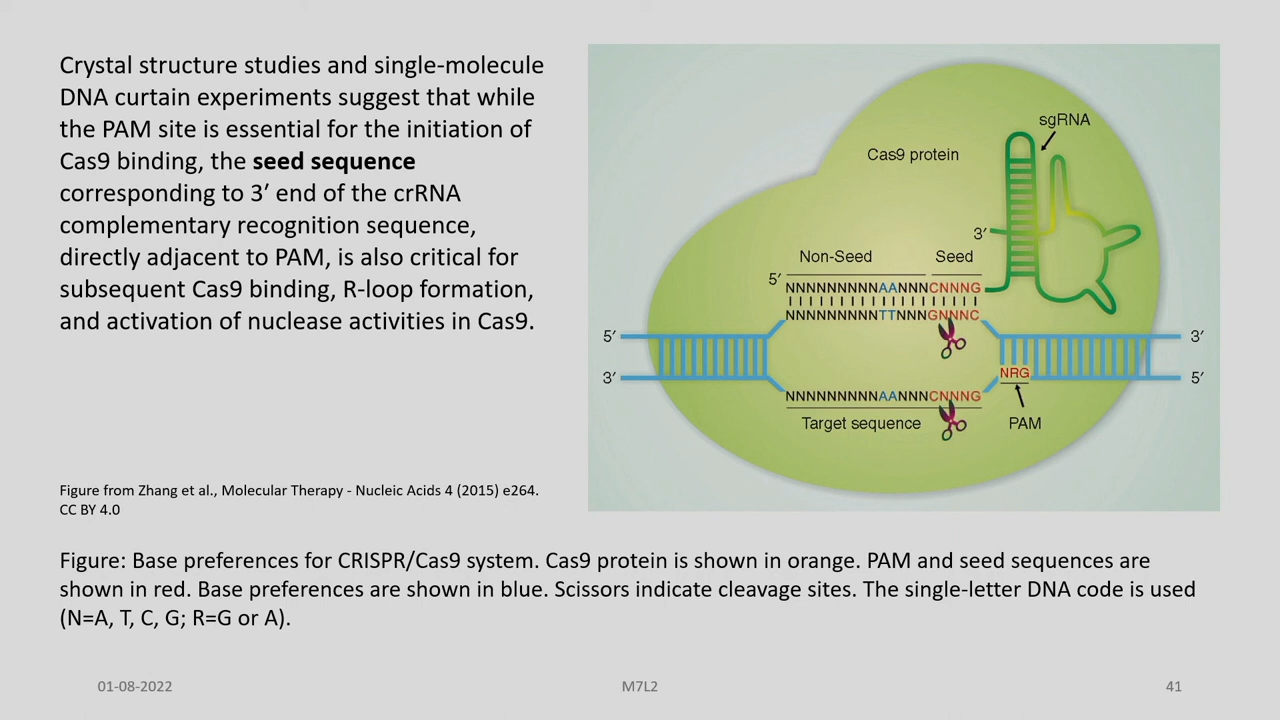 Crystal structure studies and single-molecule
DNA curtain experiments suggest that while
the PAM site is essential for the initiation of
Cas9 binding, the seed sequence
corresponding to 3′ end of the crRNA
complementary recognition sequence,
directly adjacent to PAM, is also critical for
subsequent Cas9 binding, R-loop formation,
and activation of nuclease activities in Cas9.
Figure from Zhang et al., Molecular Therapy - Nucleic Acids 4 (2015) e264.
CC BY 4.0
sgRNA
Cas9 protein
3′
Non-Seed Seed
5′
NNNNNNNNNAANNNCNNNG
NNNNNNNNNTTNNNGNNNC
5′ 3′
NRG
3′ 5′
NNNNNNNNNAANNNCNNNG
Target sequence PAM
Figure: Base preferences for CRISPR/Cas9 system. Cas9 protein is shown in orange. PAM and seed sequences are
shown in red. Base preferences are shown in blue. Scissors indicate cleavage sites. The single-letter DNA code is used
(N=A, T, C, G; R=G or A).
01-08-2022 M7L2 41